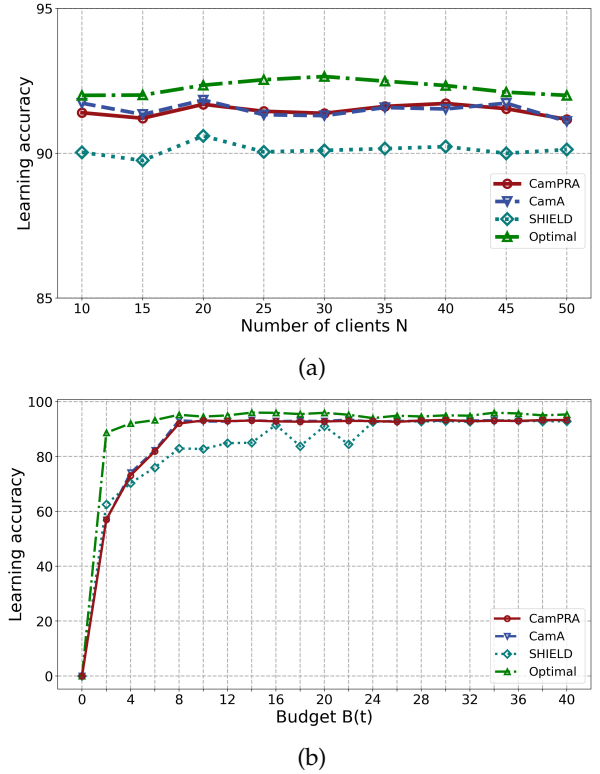 95
90
85
Learning accuracy
CamPRA
CamA
SHIELD
Optimal
10 15 20 25 30 35 40 45 50
Number of clients N
(a)
100
80
60
40
20
0
Learning accuracy
CamPRA
CamA
SHIELD
Optimal
0 4 8 12 16 20 24 28 32 36 40
Budget B(t)
(b)